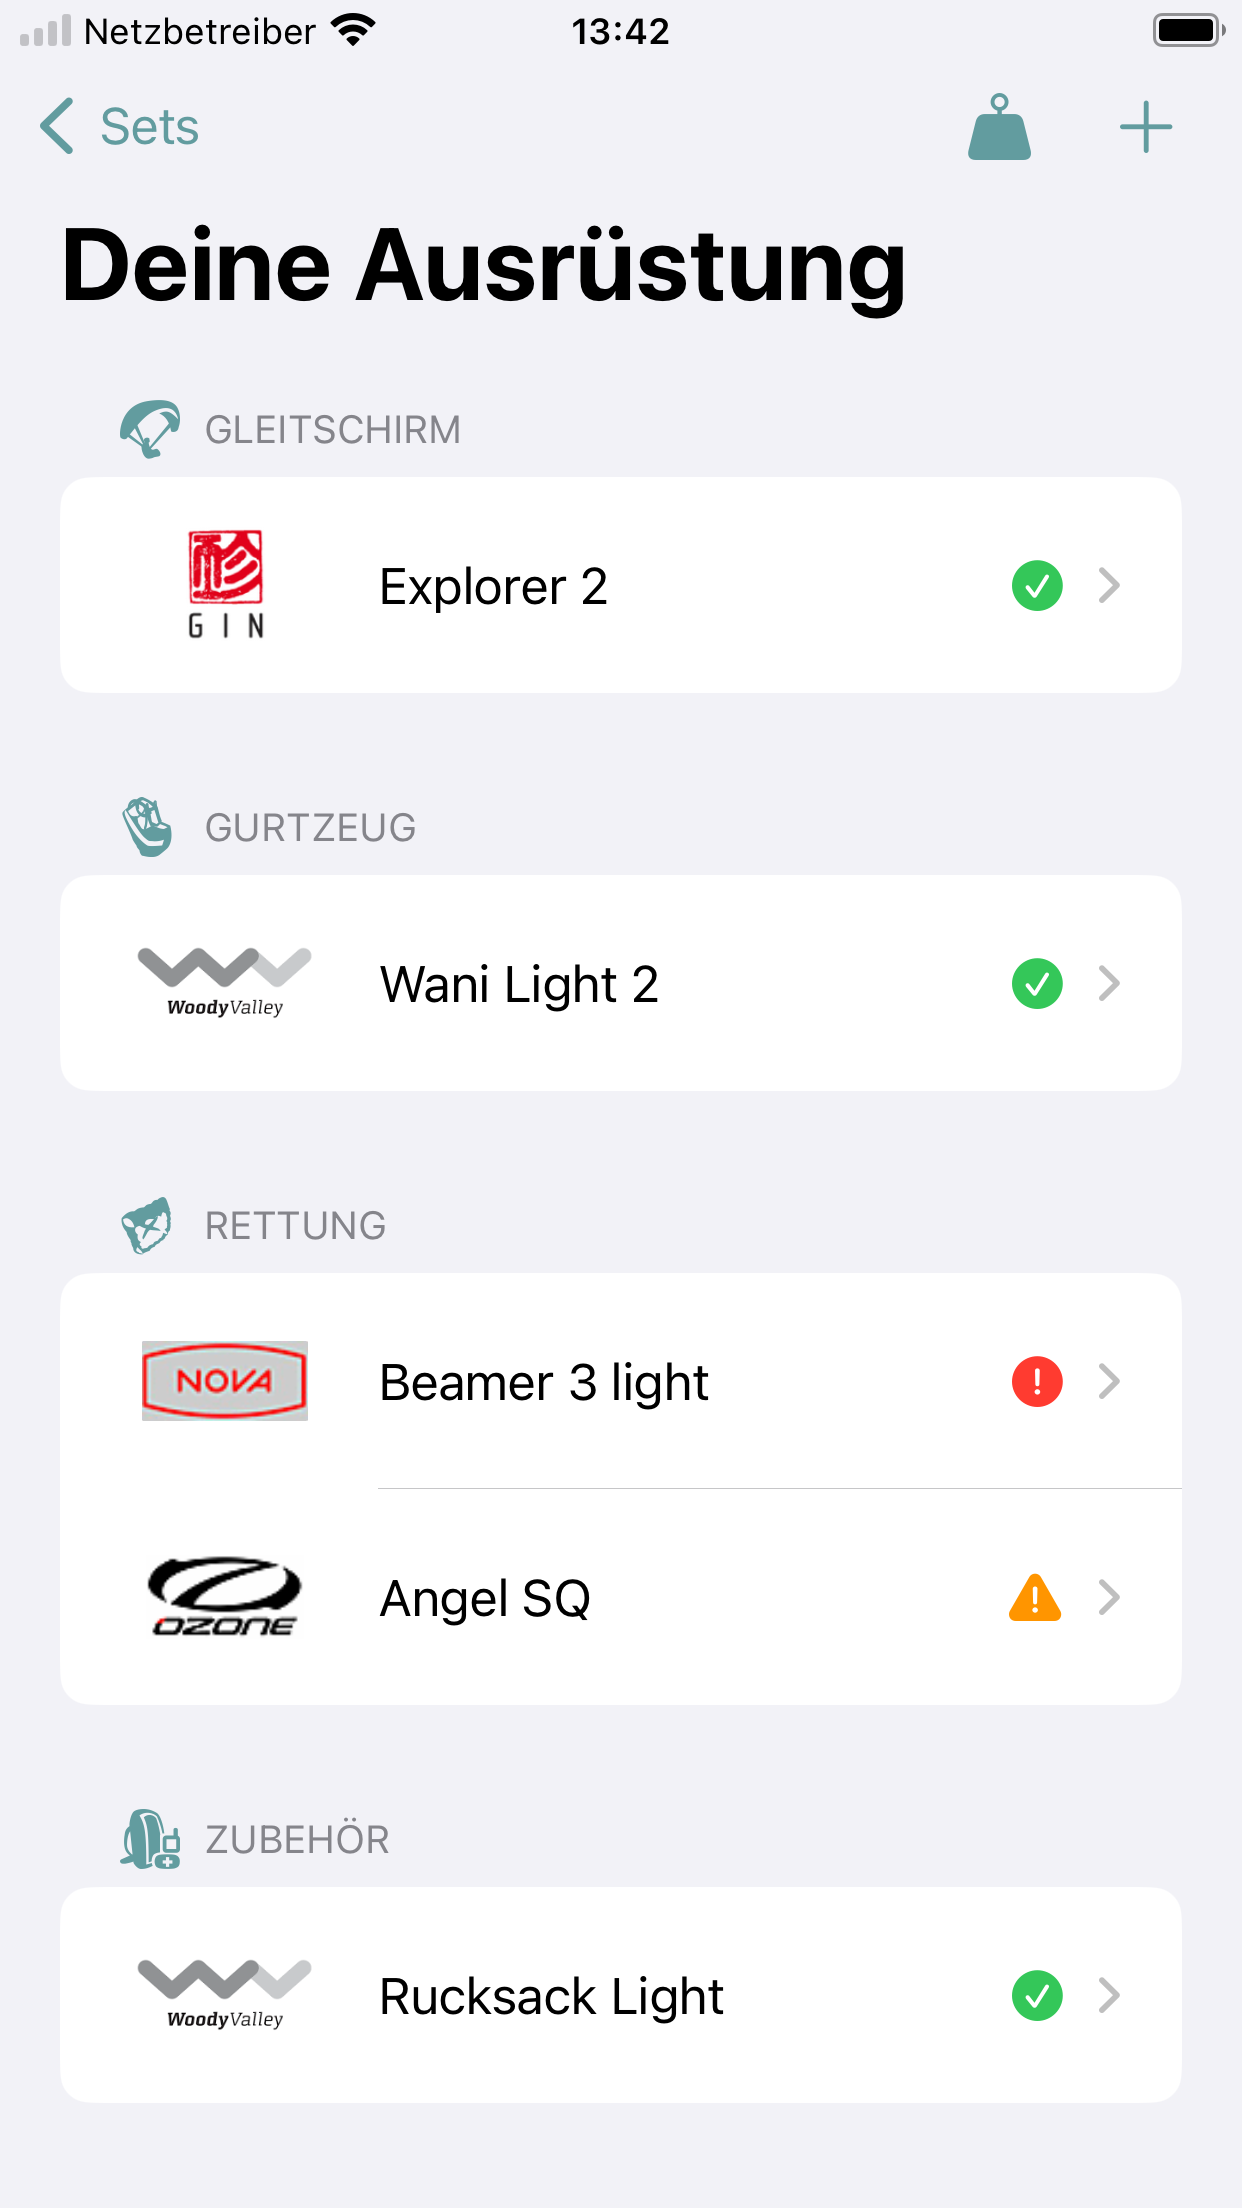 Netzbetreiber 13:42
Sets
Deine Ausrüstung
GLEITSCHIRM
GIN
Explorer 2
GURTZEUG
WoodyValley
Wani Light 2
RETTUNG
NOVA
Beamer 3 light
OZONE
Angel SQ
ZUBEHÖR
WoodyValley
Rucksack Light